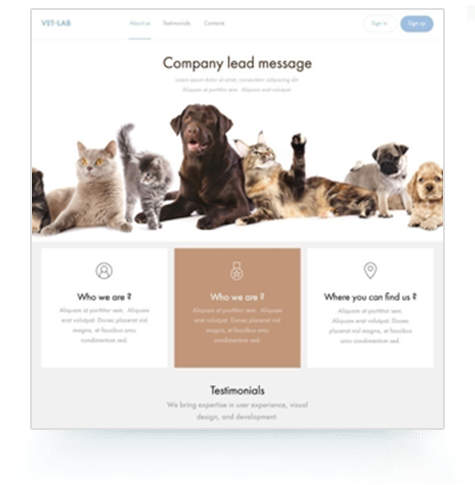 VET-LAB
About us
Testimonials
Contacts
Sign in
Sign up
Company lead message
Lorem ipsum dolor sit amet, consectetur adipiscing elit.
Aliquam at porttitor sem. Aliquam erat volutpat.
Who we are ?
Aliquam at porttitor sem. Aliquam
erat volutpat. Donec placerat nisl
magna, et faucibus arcu
condimentum sed.
Who we are ?
Aliquam at porttitor sem. Aliquam
erat volutpat. Donec placerat nisl
magna, et faucibus arcu
condimentum sed.
Where you can find us ?
Aliquam at porttitor sem.
Aliquam erat volutpat. Donec
placerat nisl magna, et faucibus
arcu condimentum sed.
Testimonials
We bring expertise in user experience, visual
design, and development